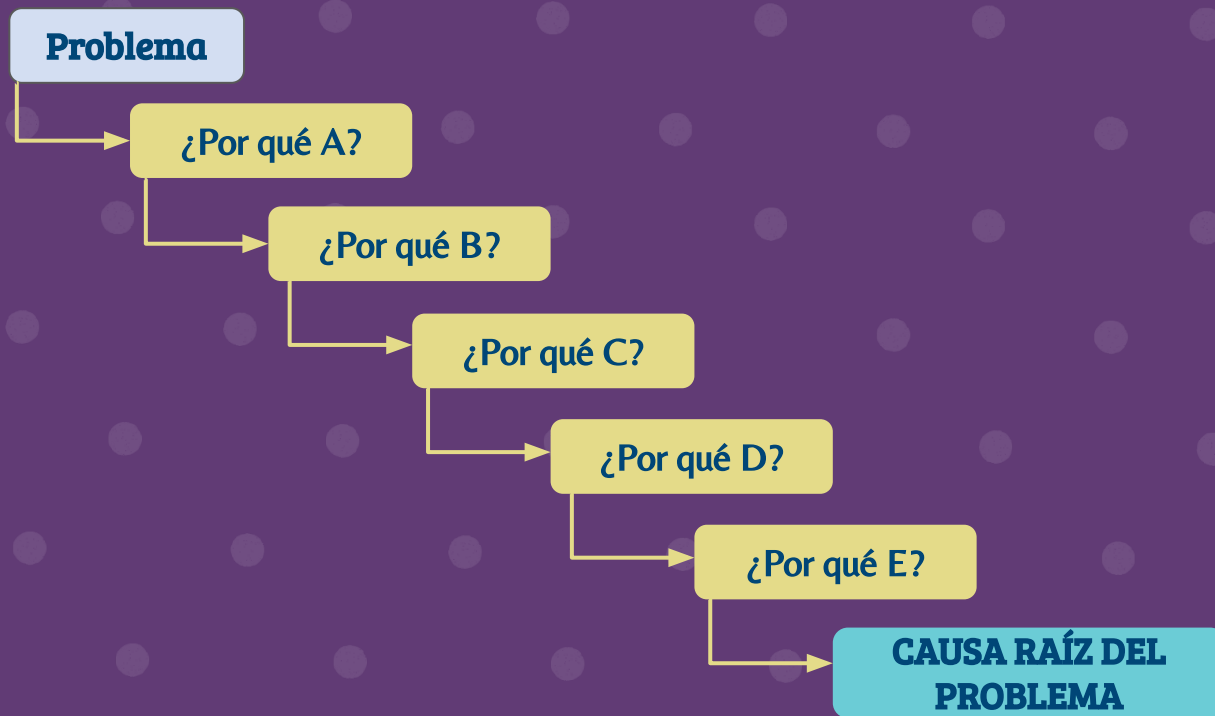 Problema
¿Por qué A?
¿Por qué B?
¿Por qué C?
¿Por qué D?
¿Por qué E?
CAUSA RAÍZ DEL
PROBLEMA